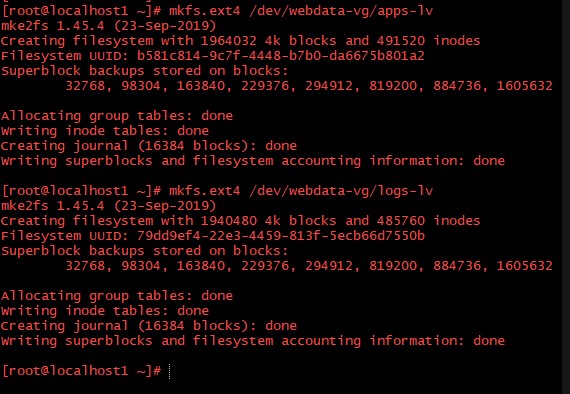 [root@localhost1 ~]# mkfs.ext4 /dev/webdata-vg/apps-lv
mke2fs 1.45.4 (23-Sep-2019)
Creating filesystem with 1964032 4k blocks and 491520 inodes
Filesystem UUID: b581c814-9c7f-4448-b7b0-da6675b801a2
Superblock backups stored on blocks:
        32768, 98304, 163840, 229376, 294912, 819200, 884736, 1605632

Allocating group tables: done
Writing inode tables: done
Creating journal (16384 blocks): done
Writing superblocks and filesystem accounting information: done

[root@localhost1 ~]# mkfs.ext4 /dev/webdata-vg/logs-lv
mke2fs 1.45.4 (23-Sep-2019)
Creating filesystem with 1940480 4k blocks and 485760 inodes
Filesystem UUID: 79dd9ef4-22e3-4459-813f-5ecb66d7550b
Superblock backups stored on blocks:
        32768, 98304, 163840, 229376, 294912, 819200, 884736, 1605632

Allocating group tables: done
Writing inode tables: done
Creating journal (16384 blocks): done
Writing superblocks and filesystem accounting information: done

[root@localhost1 ~]#